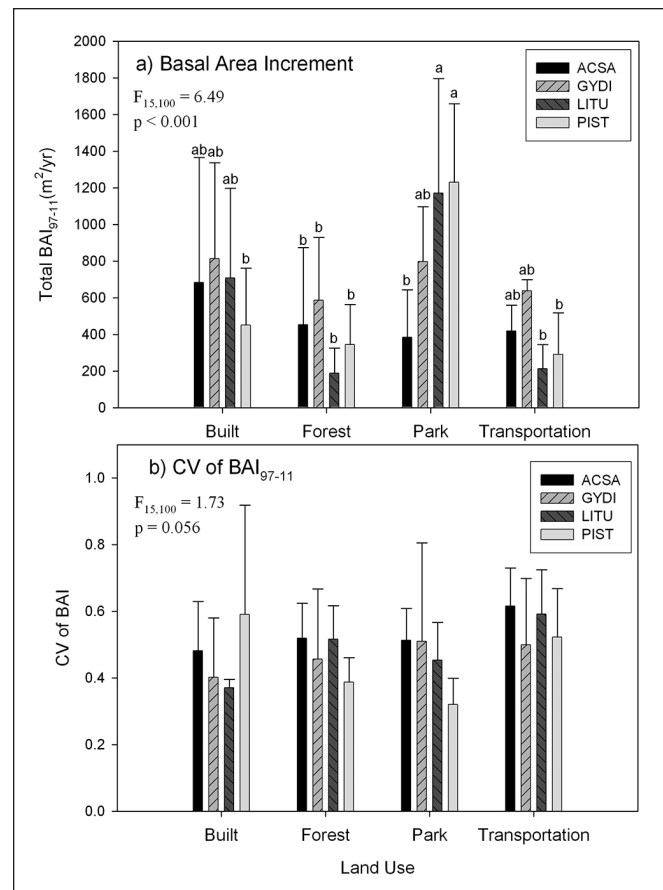 a) Basal Area Increment
F15,100 = 6.49
p < 0.001
ACSA
GYDI
LITU
PIST
Total BAI97-11(m²/yr)
2000
1800
1600
1400
1200
1000
800
600
400
200
0
ab ab ab b
b b b b
b ab a a
ab ab b b
Built Forest Park Transportation
b) CV of BAI97-11
F15,100 = 1.73
p = 0.056
ACSA
GYDI
LITU
PIST
CV of BAI
1.0
0.8
0.6
0.4
0.2
0.0
Built Forest Park Transportation
Land Use